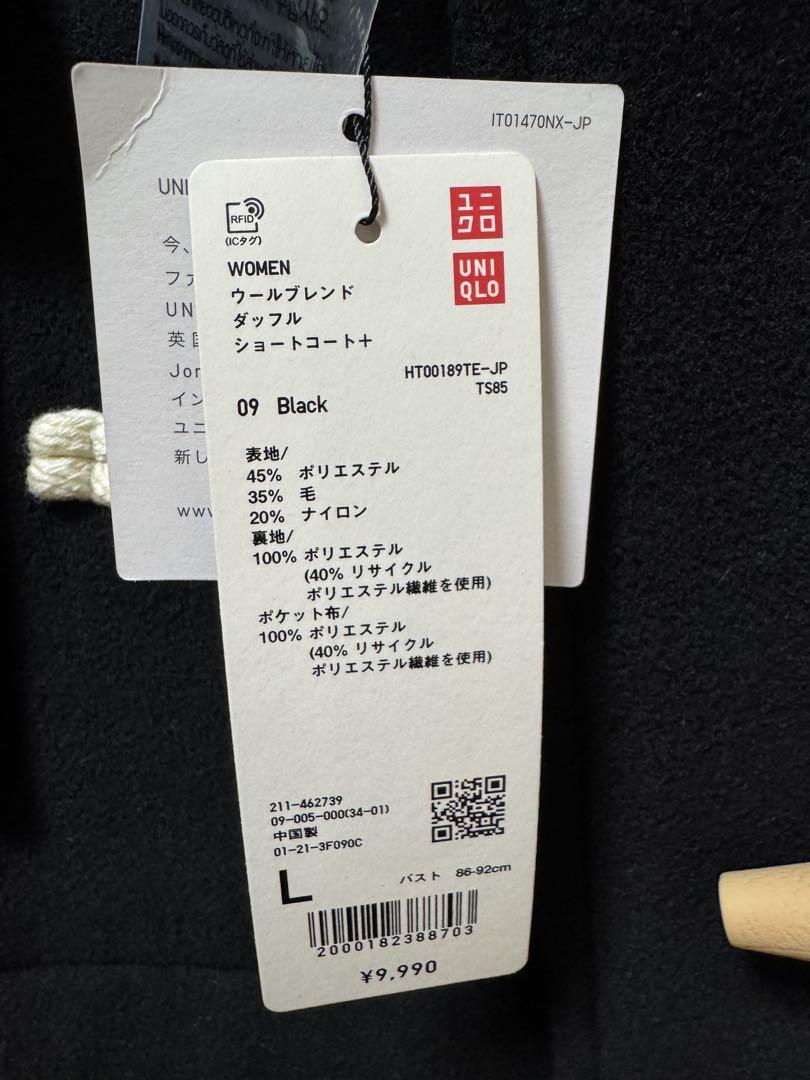 IT01470NX-JP
UNI
今、
ファ
UN
英国
Jor
イン
ユニ
新し
www.
RFID
(ICタグ)
ユニ
クロ
UNI
QLO
WOMEN
ウールブレンド
ダッフル
ショートコート+
HT00189TE-JP
TS85
09 Black
表地/
45% ポリエステル
35% 毛
20% ナイロン
裏地/
100% ポリエステル
(40% リサイクル
ポリエステル繊維を使用)
ポケット布/
100% ポリエステル
(40% リサイクル
ポリエステル繊維を使用)
211-462739
09-005-000(34-01)
中国製
01-21-3F090C
L バスト 86-92cm
2000182388703
¥9,990